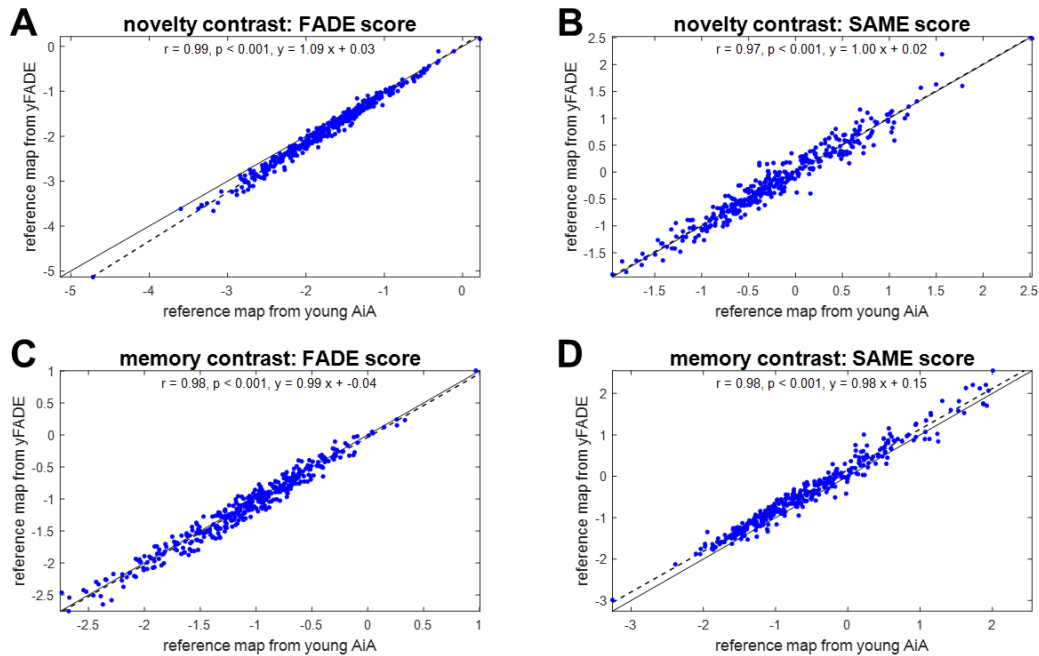 A
novelty contrast: FADE score
r = 0.99, p < 0.001, y = 1.09 x + 0.03
reference map from yFADE
0
-1
-2
-3
-4
-5
-5
-4
-3
-2
-1
0
reference map from young AiA
B
novelty contrast: SAME score
r = 0.97, p < 0.001, y = 1.00 x + 0.02
reference map from yFADE
2.5
2
1.5
1
0.5
0
-0.5
-1
-1.5
-1.5
-1
-0.5
0
0.5
1
1.5
2
2.5
reference map from young AiA
C
memory contrast: FADE score
r = 0.98, p < 0.001, y = 0.99 x + -0.04
reference map from yFADE
1
0.5
0
-0.5
-1
-1.5
-2
-2.5
-2.5
-2
-1.5
-1
-0.5
0
0.5
1
reference map from young AiA
D
memory contrast: SAME score
r = 0.98, p < 0.001, y = 0.98 x + 0.15
reference map from yFADE
2
1
0
-1
-2
-3
-3
-2
-1
0
1
2
reference map from young AiA